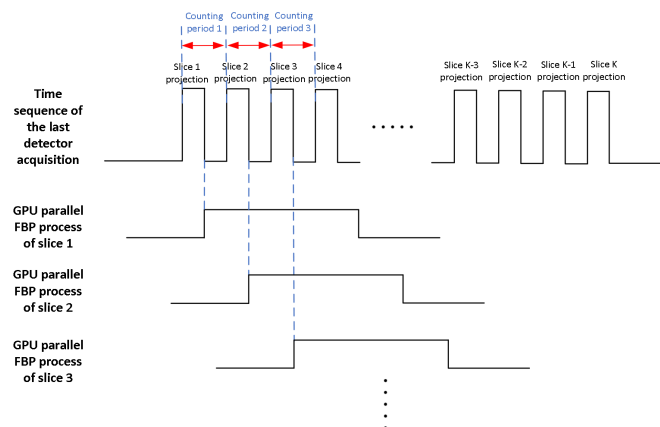 Counting period 1
Counting period 2
Counting period 3
Slice 1 projection
Slice 2 projection
Slice 3 projection
Slice 4 projection
Slice K-3 projection
Slice K-2 projection
Slice K-1 projection
Slice K projection
Time
sequence of
the last
detector
acquisition
GPU parallel
FBP process
of slice 1
GPU parallel
FBP process
of slice 2
GPU parallel
FBP process
of slice 3